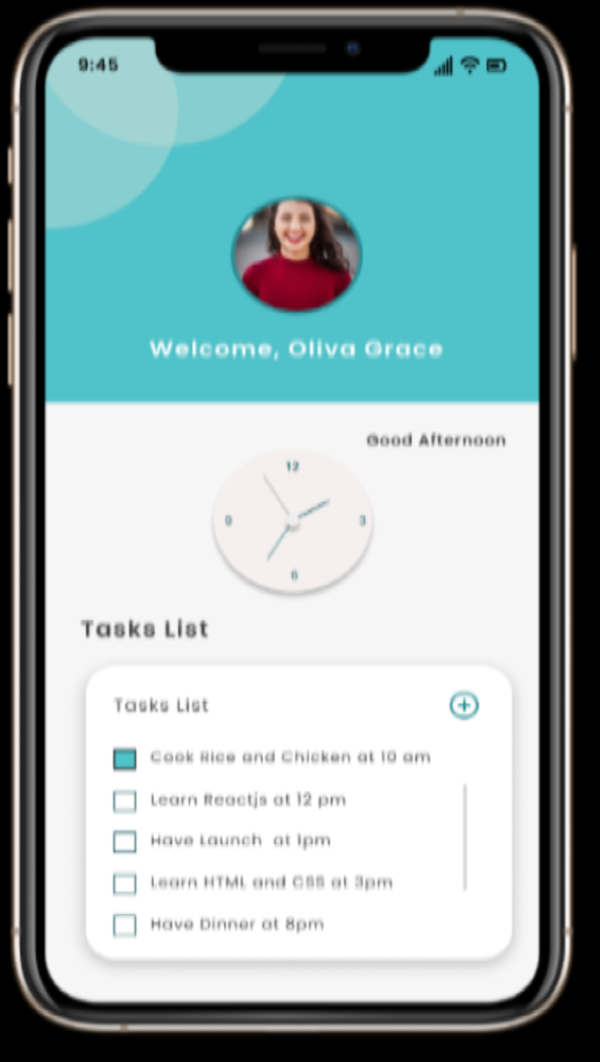 9:45
Welcome, Oliva Grace
Good Afternoon
12
9 3
6
Tasks List
Tasks List
Cook Rice and Chicken at 10 am
Learn Reactjs at 12 pm
Have Launch at 1pm
Learn HTML and CSS at 3pm
Have Dinner at 8pm